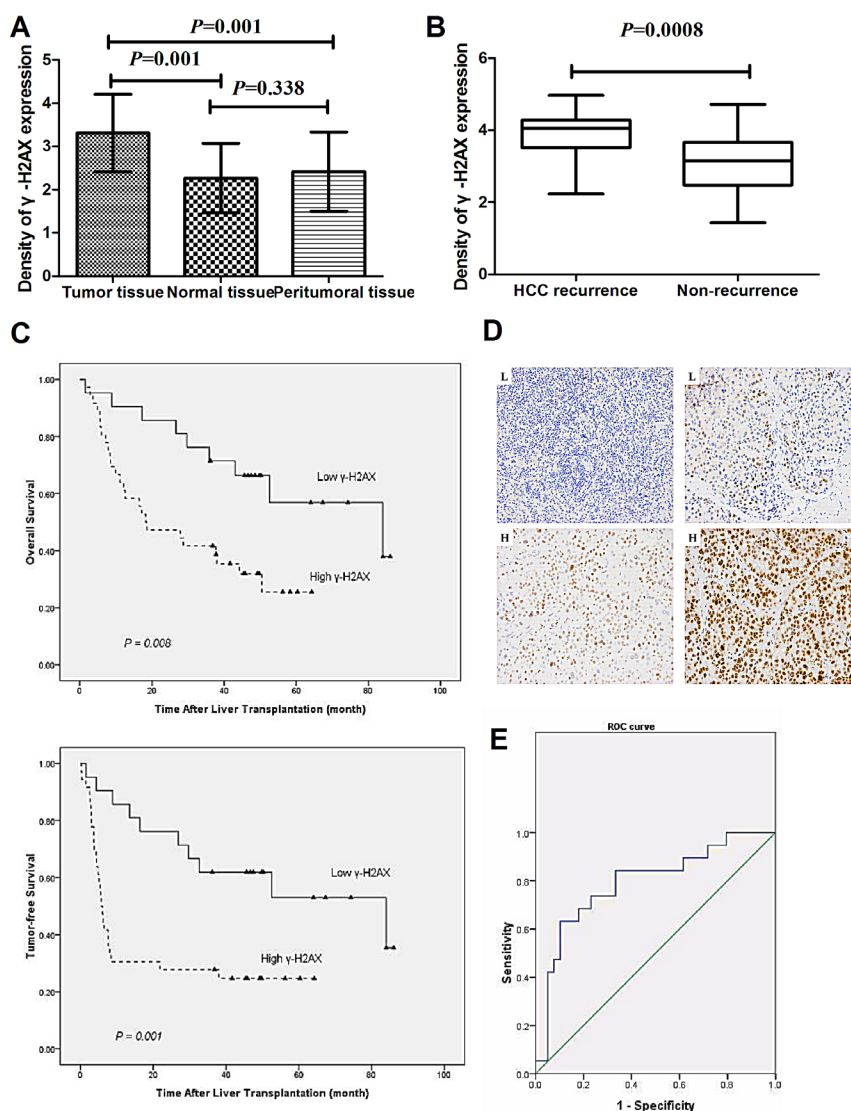 A
P=0.001
P=0.001
P=0.338
Density of γ -H2AX expression
5
4
3
2
1
0
Tumor tissue Normal tissue Peritumoral tissue
B
P=0.0008
Density of γ -H2AX expression
6
4
2
0
HCC recurrence Non-recurrence
C
Overall Survival
1.00
0.80
0.60
0.40
0.20
0.00
Low γ-H2AX
High γ-H2AX
P = 0.008
0 20 40 60 80 100
Time After Liver Transplantation (month)
Tumor-free Survival
1.00
0.80
0.60
0.40
0.20
0.00
Low γ-H2AX
High γ-H2AX
P = 0.001
0 20 40 60 80 100
Time After Liver Transplantation (month)
D
L
L
H
H
E
ROC curve
Sensitivity
1.0
0.8
0.6
0.4
0.2
0.0
0.0 0.2 0.4 0.6 0.8 1.0
1 - Specificity